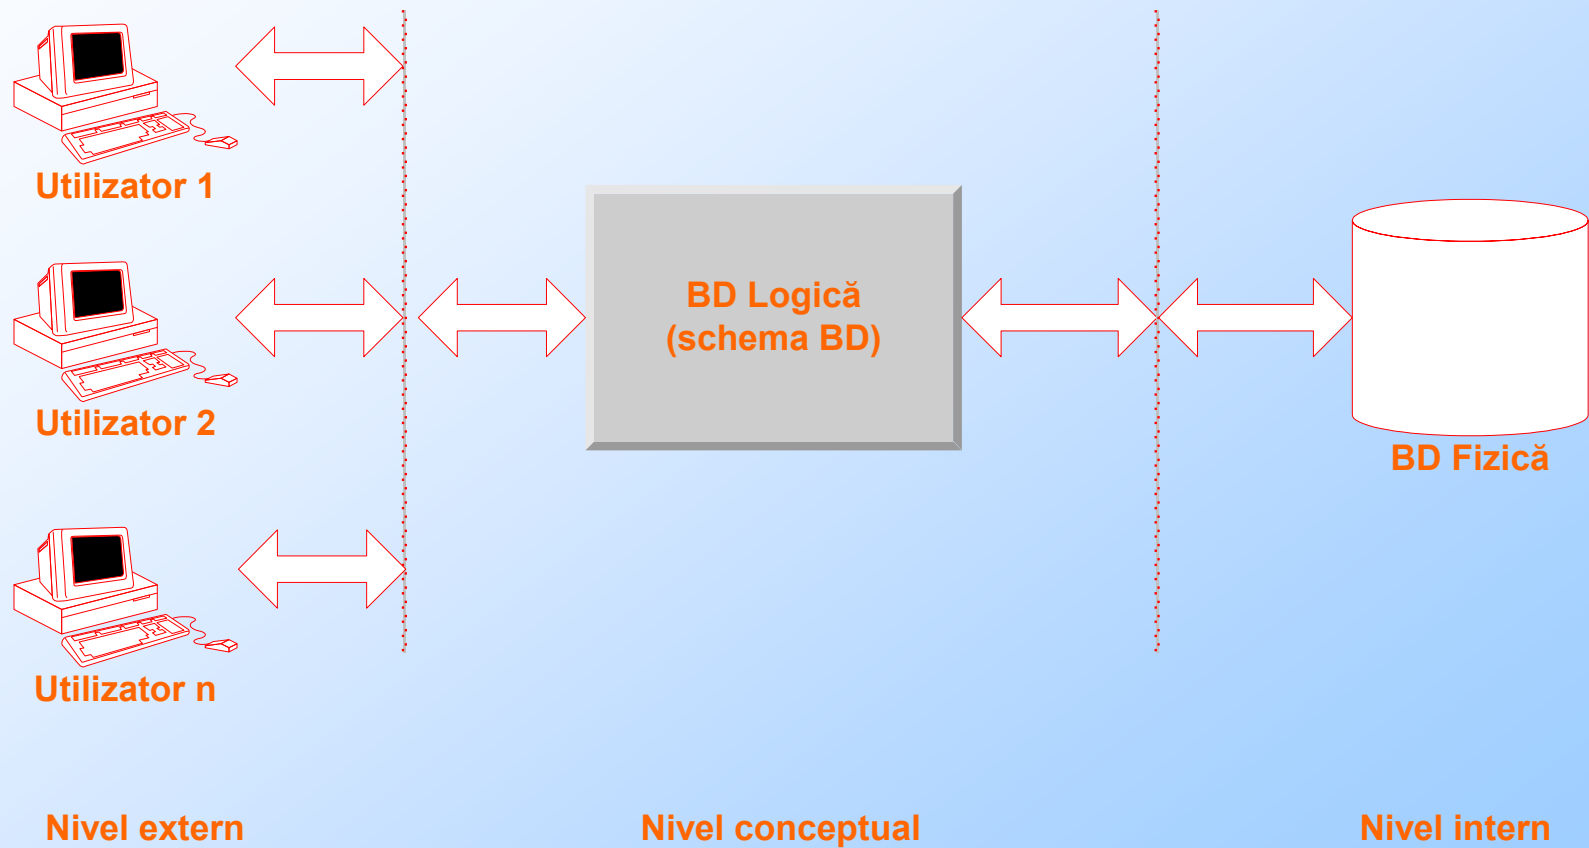 Utilizator 1
Utilizator 2
Utilizator n
BD Logică
(schema BD)
BD Fizică
Nivel extern
Nivel conceptual
Nivel intern